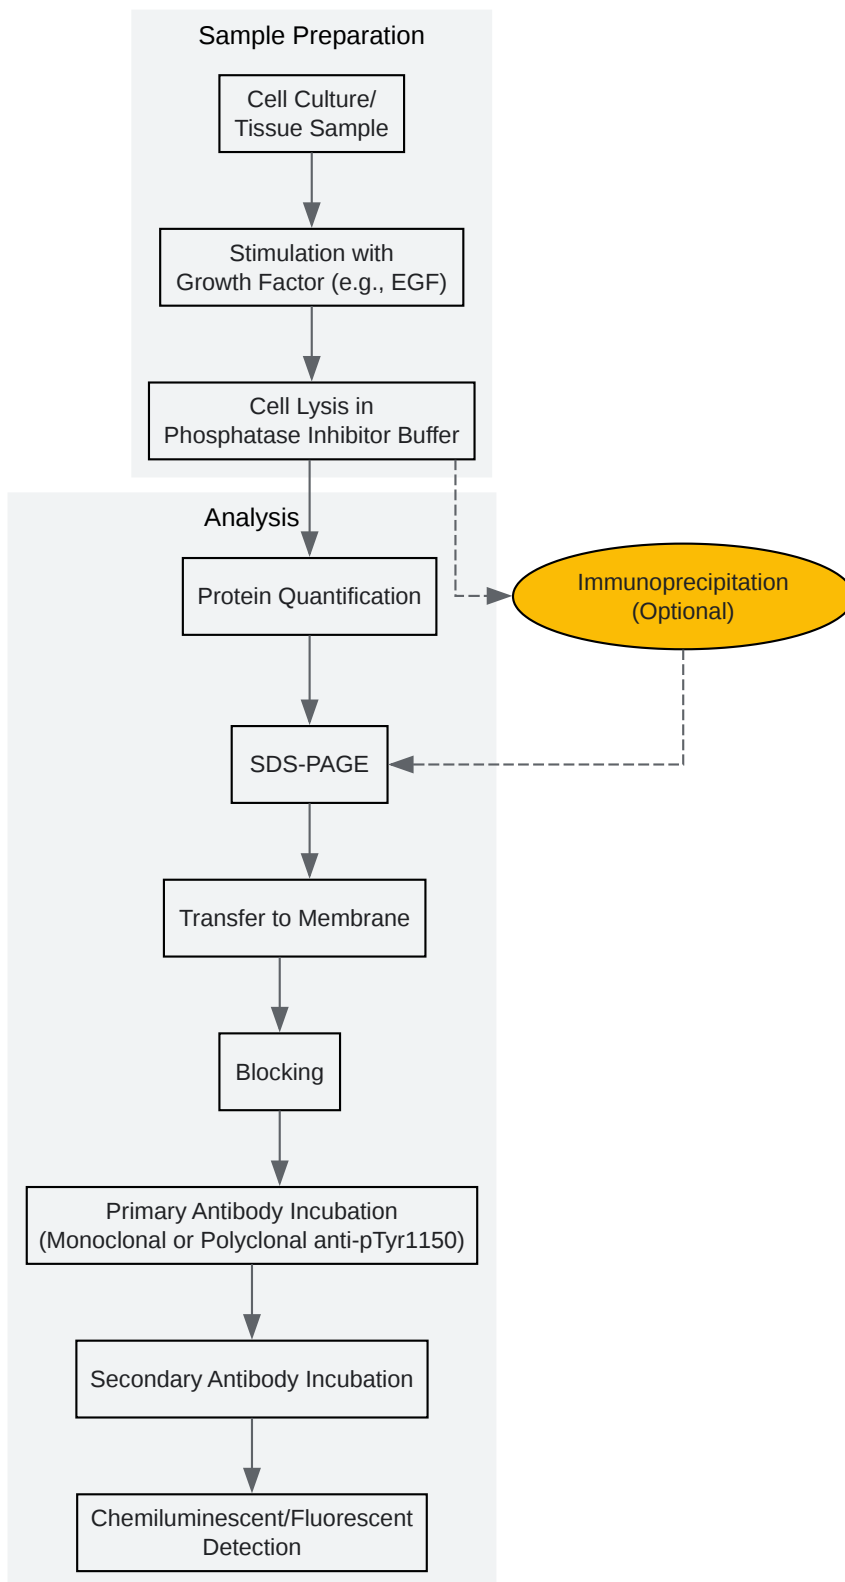 Sample Preparation
Cell Culture/
Tissue Sample
Stimulation with
Growth Factor (e.g., EGF)
Cell Lysis in
Phosphatase Inhibitor Buffer
Analysis
Protein Quantification
Immunoprecipitation
(Optional)
SDS-PAGE
Transfer to Membrane
Blocking
Primary Antibody Incubation
(Monoclonal or Polyclonal anti-pTyr1150)
Secondary Antibody Incubation
Chemiluminescent/Fluorescent
Detection